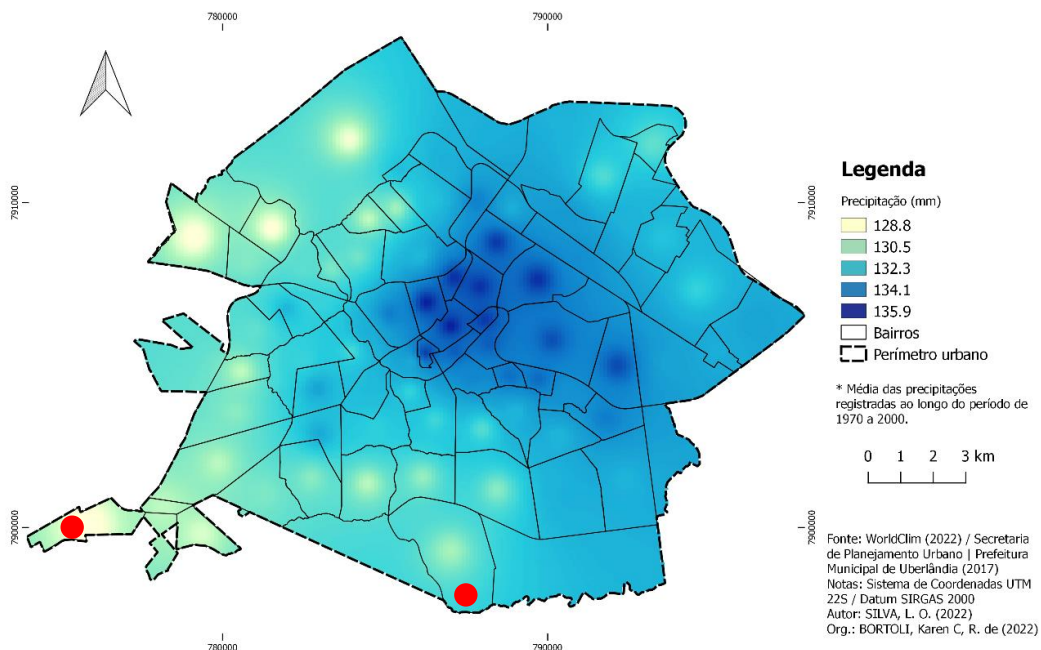 780000
790000
7910000
7910000
Legenda
Precipitação (mm)
128.8
130.5
132.3
134.1
135.9
Bairros
Perímetro urbano
* Média das precipitações
registradas ao longo do período de
1970 a 2000.
0 1 2 3 km
7900000
7900000
Fonte: WorldClim (2022) / Secretaria
de Planejamento Urbano | Prefeitura
Municipal de Uberlândia (2017)
Notas: Sistema de Coordenadas UTM
22S / Datum SIRGAS 2000
Autor: SILVA, L. O. (2022)
Org.: BORTOLI, Karen C, R. de (2022)
780000
790000